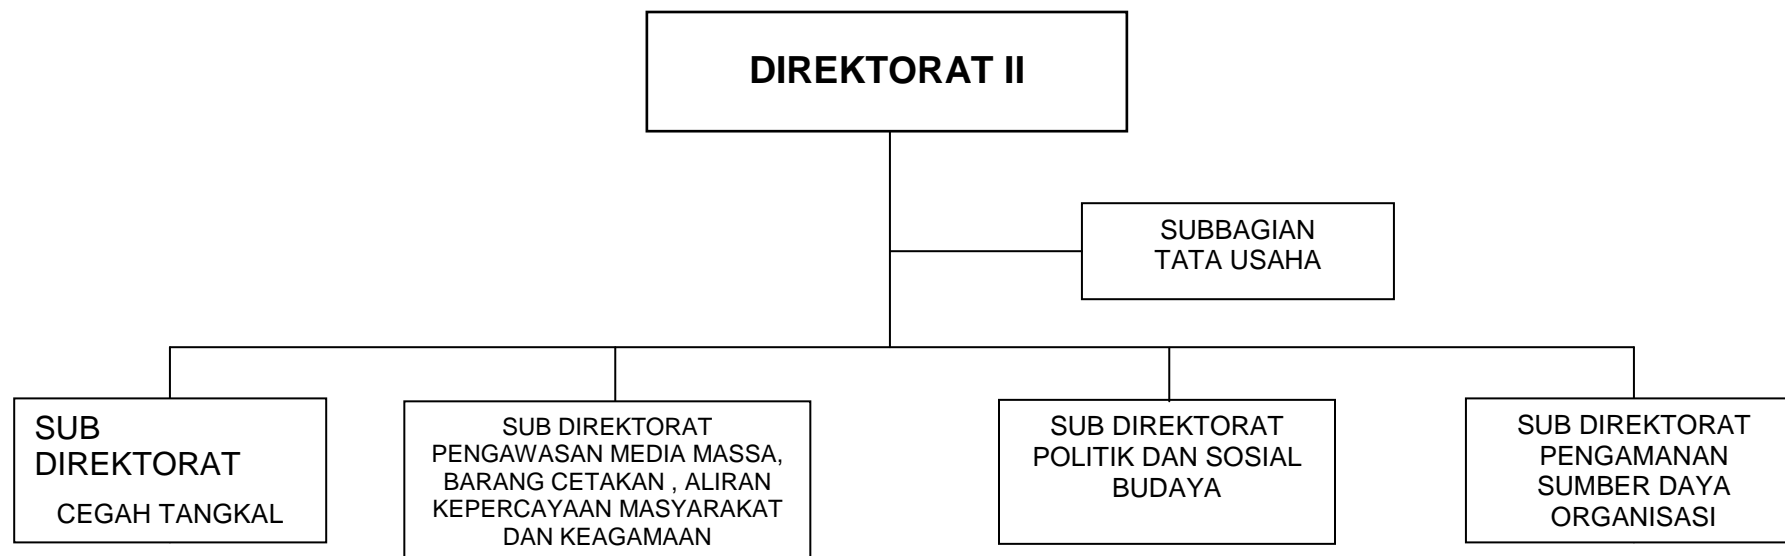 DIREKTORAT II
SUBBAGIAN
TATA USAHA
SUB
DIREKTORAT
CEGAH TANGKAL
SUB DIREKTORAT
PENGAWASAN MEDIA MASSA,
BARANG CETAKAN , ALIRAN
KEPERCAYAAN MASYARAKAT
DAN KEAGAMAAN
SUB DIREKTORAT
POLITIK DAN SOSIAL
BUDAYA
SUB DIREKTORAT
PENGAMANAN
SUMBER DAYA
ORGANISASI